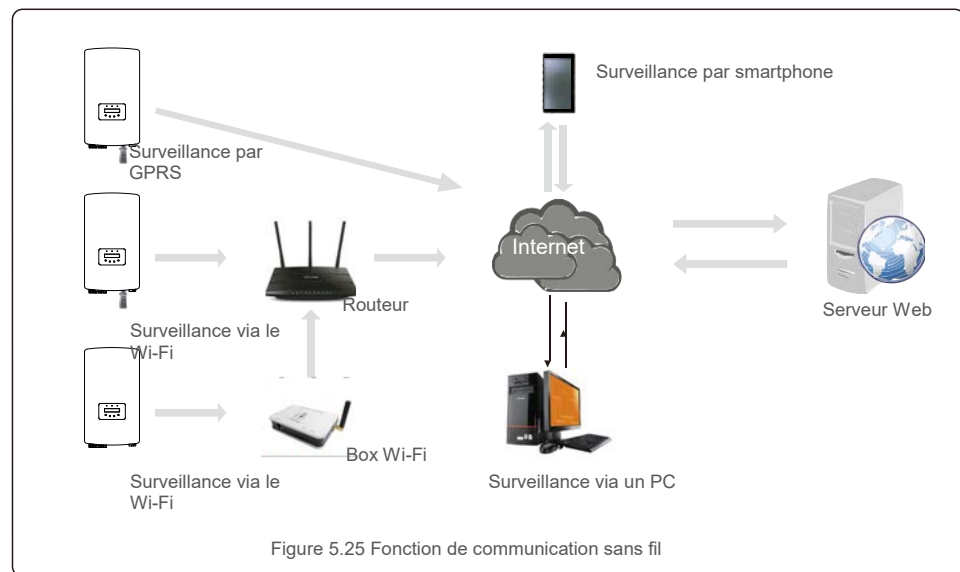 Surveillance par smartphone
Surveillance par
GPRS
Internet
Routeur
Serveur Web
Surveillance via le
Wi-Fi
Box Wi-Fi
Surveillance via le
Wi-Fi
Surveillance via un PC
Figure 5.25 Fonction de communication sans fil